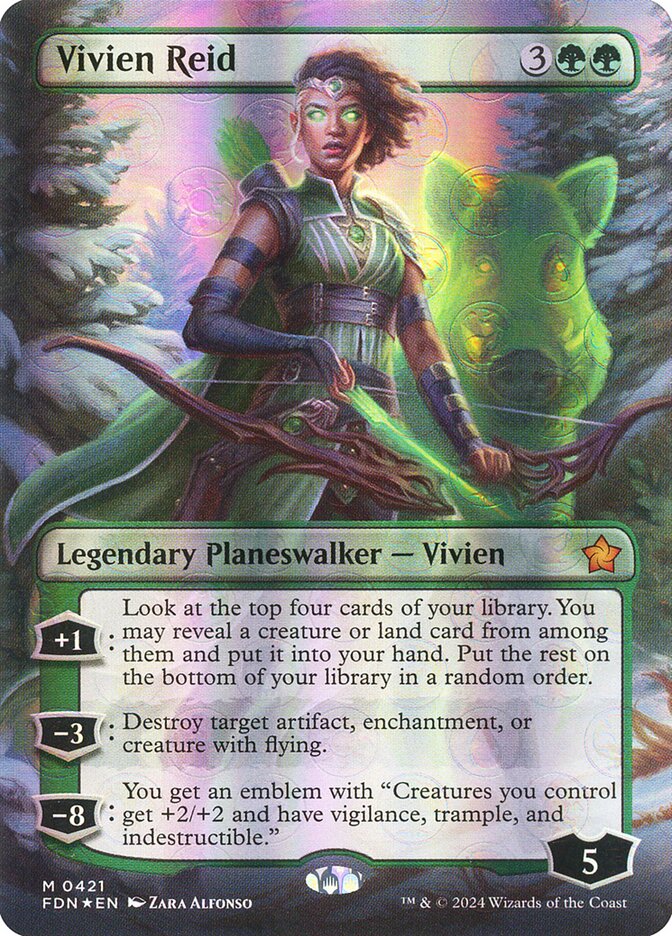 Vivien Reid 3
Legendary Planeswalker — Vivien
+1 : Look at the top four cards of your library. You
may reveal a creature or land card from among
them and put it into your hand. Put the rest on
the bottom of your library in a random order.
−3 : Destroy target artifact, enchantment, or
creature with flying.
−8 : You get an emblem with “Creatures you control
get +2/+2 and have vigilance, trample, and
indestructible.”
5
M 0421
FDN★EN Zara Alfonso
™ & © 2024 Wizards of the Coast